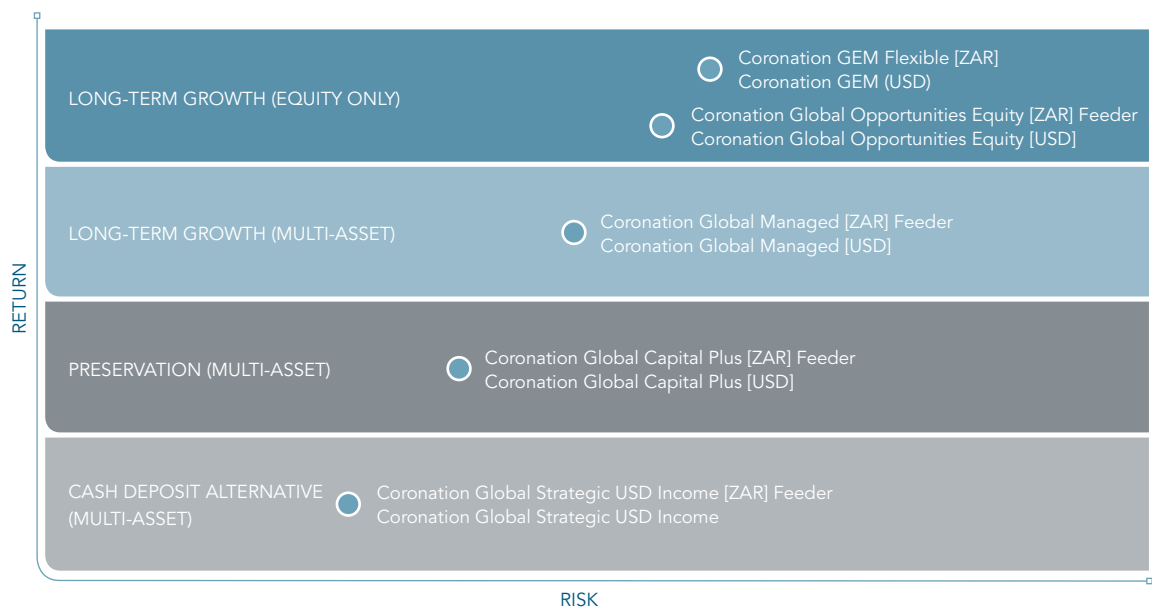 LONG-TERM GROWTH (EQUITY ONLY)
Coronation GEM Flexible [ZAR]
Coronation GEM (USD)
Coronation Global Opportunities Equity [ZAR] Feeder
Coronation Global Opportunities Equity [USD]
LONG-TERM GROWTH (MULTI-ASSET)
Coronation Global Managed [ZAR] Feeder
Coronation Global Managed [USD]
RETURN
PRESERVATION (MULTI-ASSET)
Coronation Global Capital Plus [ZAR] Feeder
Coronation Global Capital Plus [USD]
CASH DEPOSIT ALTERNATIVE
(MULTI-ASSET)
Coronation Global Strategic USD Income [ZAR] Feeder
Coronation Global Strategic USD Income
RISK